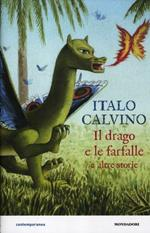 ITALO
CALVINO
Il drago
e le farfalle
e altre storie
contemporanea
MONDADORI